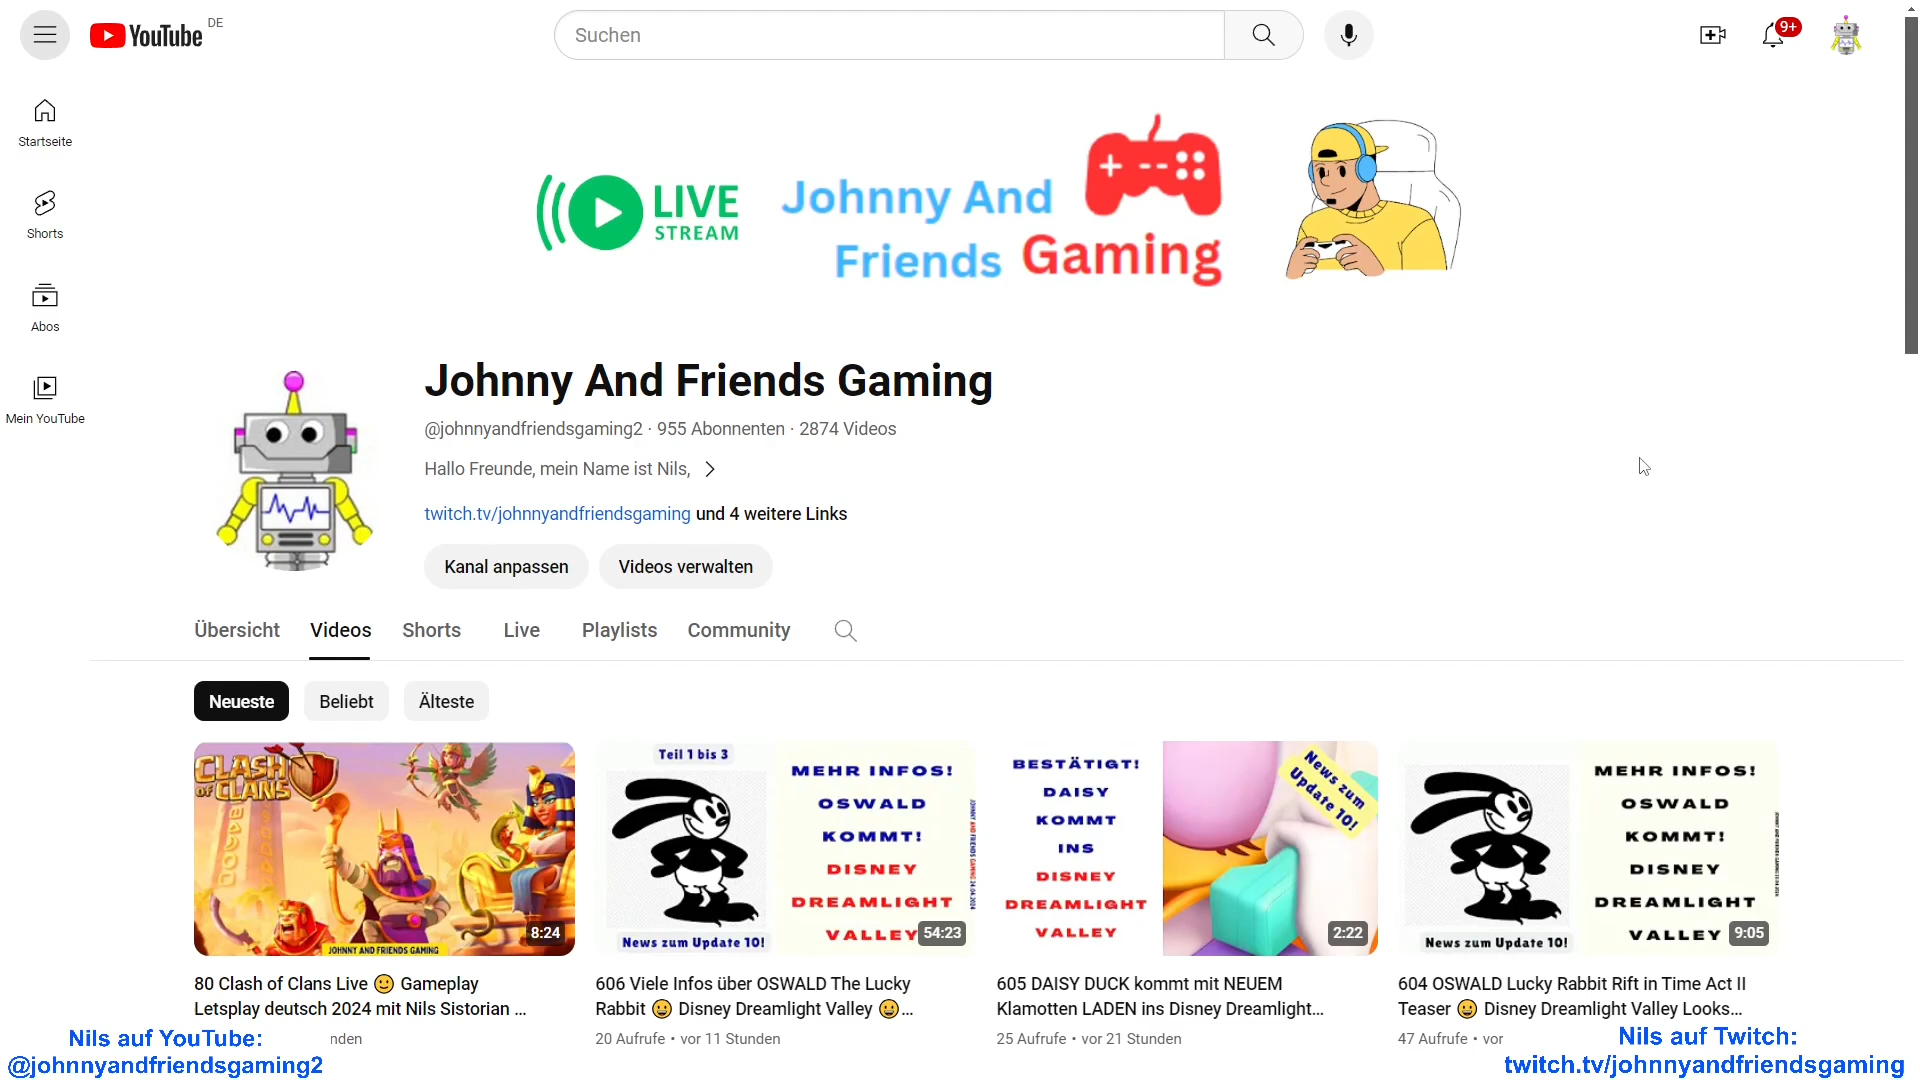 YouTube DE
Suchen
9+
Startseite
Shorts
Abos
Mein YouTube
LIVE
STREAM
Johnny And
Friends Gaming
Johnny And Friends Gaming
@johnnyandfriendsgaming2 · 955 Abonnenten · 2874 Videos
Hallo Freunde, mein Name ist Nils,
twitch.tv/johnnyandfriendsgaming und 4 weitere Links
Kanal anpassen
Videos verwalten
Übersicht
Videos
Shorts
Live
Playlists
Community
Neueste
Beliebt
Älteste
CLASH
OF CLANS
JOHNNY AND FRIENDS GAMING
8:24
Teil 1 bis 3
MEHR INFOS!
OSWALD
KOMMT!
DISNEY
DREAMLIGHT
VALLEY
News zum Update 10!
JOHNNY AND FRIENDS GAMING 24.04.2024
54:23
BESTÄTIGT!
DAISY
KOMMT
INS
DISNEY
DREAMLIGHT
VALLEY
News zum
Update 10!
2:22
MEHR INFOS!
OSWALD
KOMMT!
DISNEY
DREAMLIGHT
VALLEY
News zum Update 10!
9:05
80 Clash of Clans Live 🙂 Gameplay
Letsplay deutsch 2024 mit Nils Sistorian ...
nden
606 Viele Infos über OSWALD The Lucky
Rabbit 😀 Disney Dreamlight Valley 😀...
20 Aufrufe • vor 11 Stunden
605 DAISY DUCK kommt mit NEUEM
Klamotten LADEN ins Disney Dreamlight...
25 Aufrufe • vor 21 Stunden
604 OSWALD Lucky Rabbit Rift in Time Act II
Teaser 😀 Disney Dreamlight Valley Looks...
47 Aufrufe • vor
Nils auf YouTube:
@johnnyandfriendsgaming2
Nils auf Twitch:
twitch.tv/johnnyandfriendsgaming